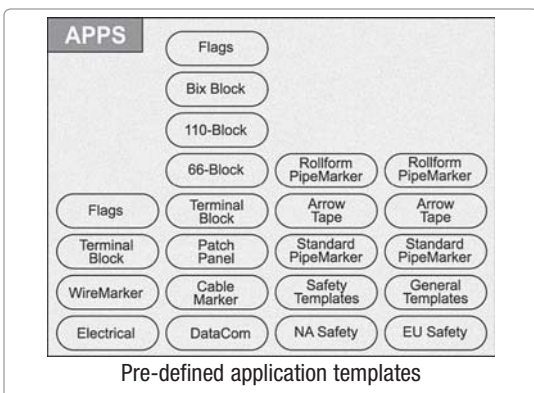 APPS
Flags
Bix Block
110-Block
66-Block
Rollform
PipeMarker
Rollform
PipeMarker
Flags
Terminal
Block
Arrow
Tape
Arrow
Tape
Terminal
Block
Patch
Panel
Standard
PipeMarker
Standard
PipeMarker
WireMarker
Cable
Marker
Safety
Templates
General
Templates
Electrical
DataCom
NA Safety
EU Safety
Pre-defined application templates